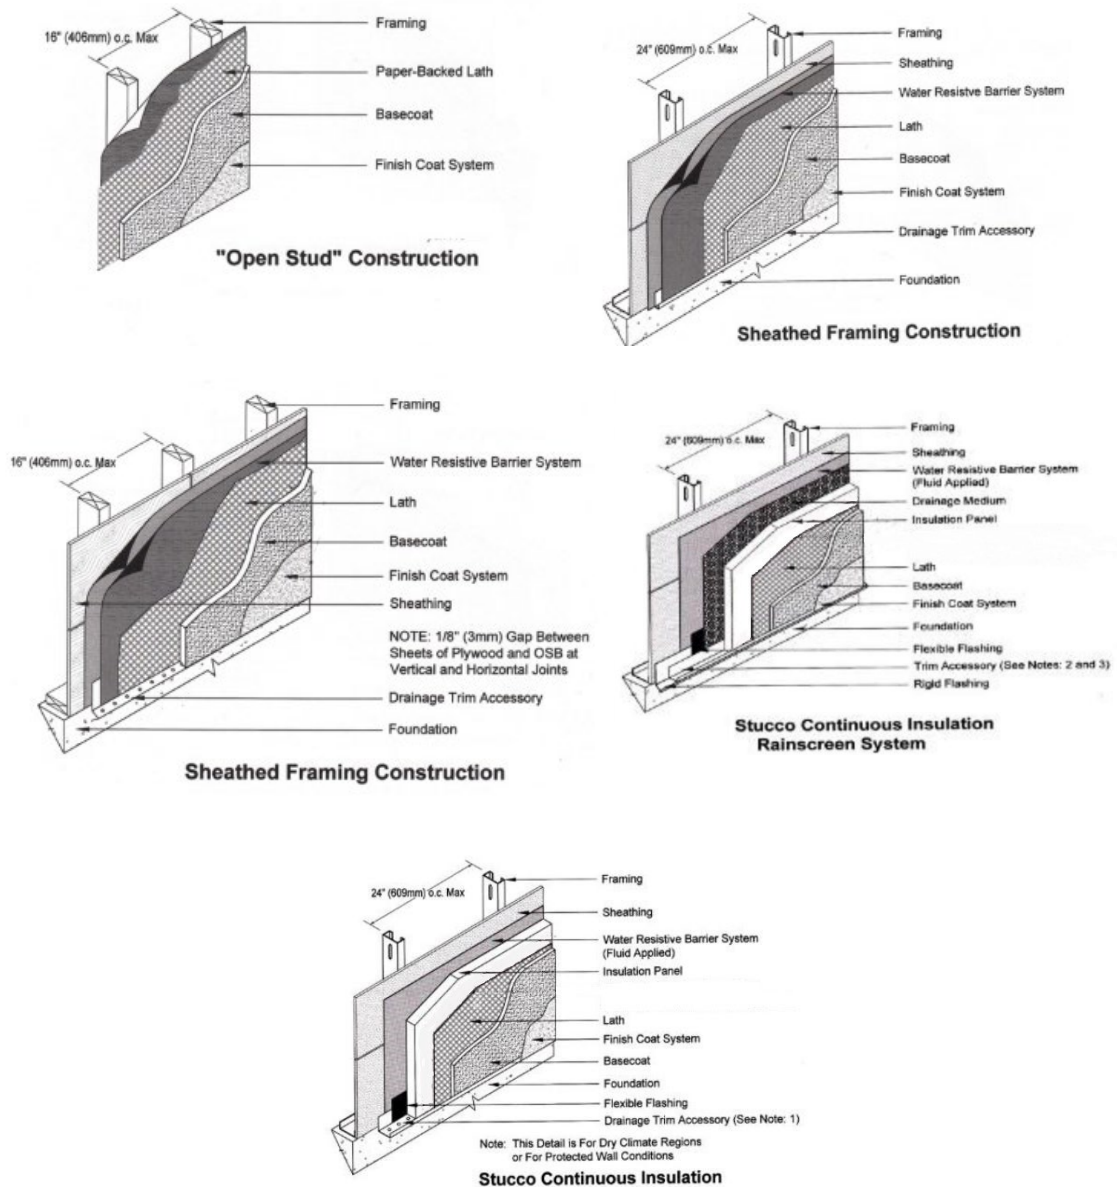 16" (406mm) o.c. Max
Framing
Paper-Backed Lath
Basecoat
Finish Coat System
"Open Stud" Construction
24" (609mm) o.c. Max
Framing
Sheathing
Water Resistve Barrier System
Lath
Basecoat
Finish Coat System
Drainage Trim Accessory
Foundation
Sheathed Framing Construction
16" (406mm) o.c. Max
Framing
Water Resistive Barrier System
Lath
Basecoat
Finish Coat System
Sheathing
NOTE: 1/8" (3mm) Gap Between
Sheets of Plywood and OSB at
Vertical and Horizontal Joints
Drainage Trim Accessory
Foundation
Sheathed Framing Construction
24" (609mm) o.c. Max
Framing
Sheathing
Water Resistive Barrier System
(Fluid Applied)
Drainage Medium
Insulation Panel
Lath
Basecoat
Finish Coat System
Foundation
Flexible Flashing
Trim Accessory (See Notes: 2 and 3)
Rigid Flashing
Stucco Continuous Insulation
Rainscreen System
24" (609mm) o.c. Max
Framing
Sheathing
Water Resistive Barrier System
(Fluid Applied)
Insulation Panel
Lath
Finish Coat System
Basecoat
Foundation
Flexible Flashing
Drainage Trim Accessory (See Note: 1)
Note: This Detail is For Dry Climate Regions
or For Protected Wall Conditions
Stucco Continuous Insulation